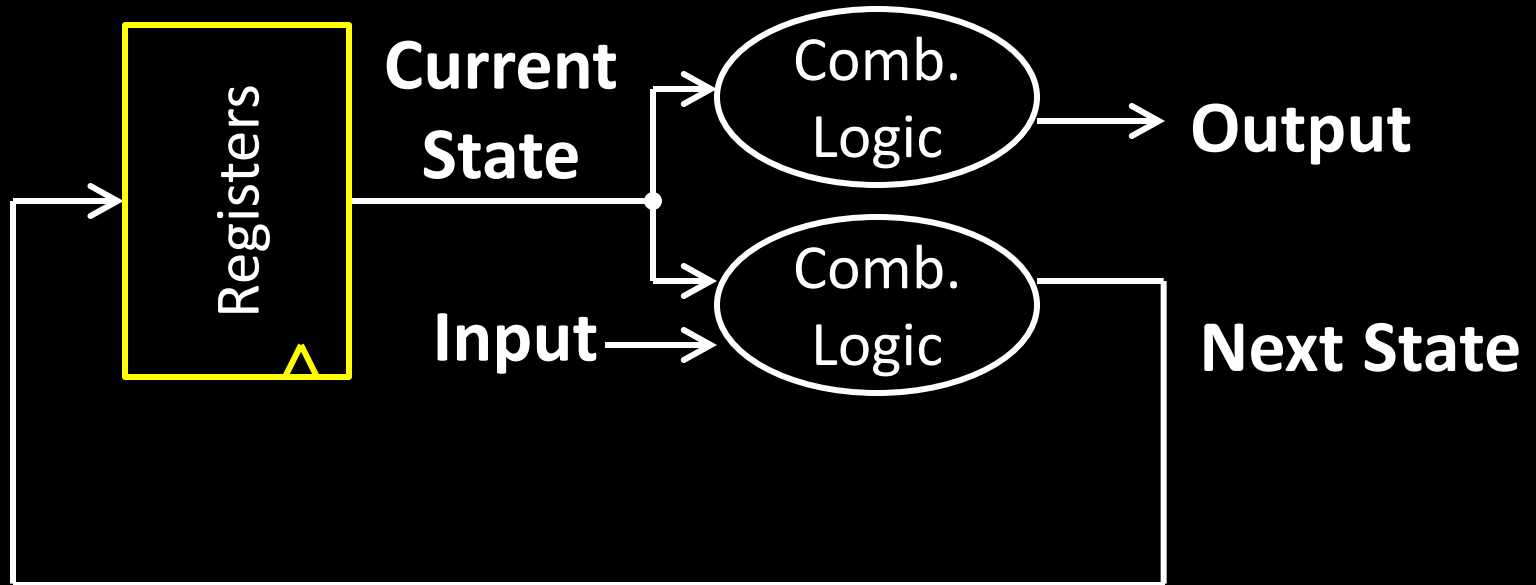 Registers
Current
State
Comb.
Logic
Output
Input
Comb.
Logic
Next State